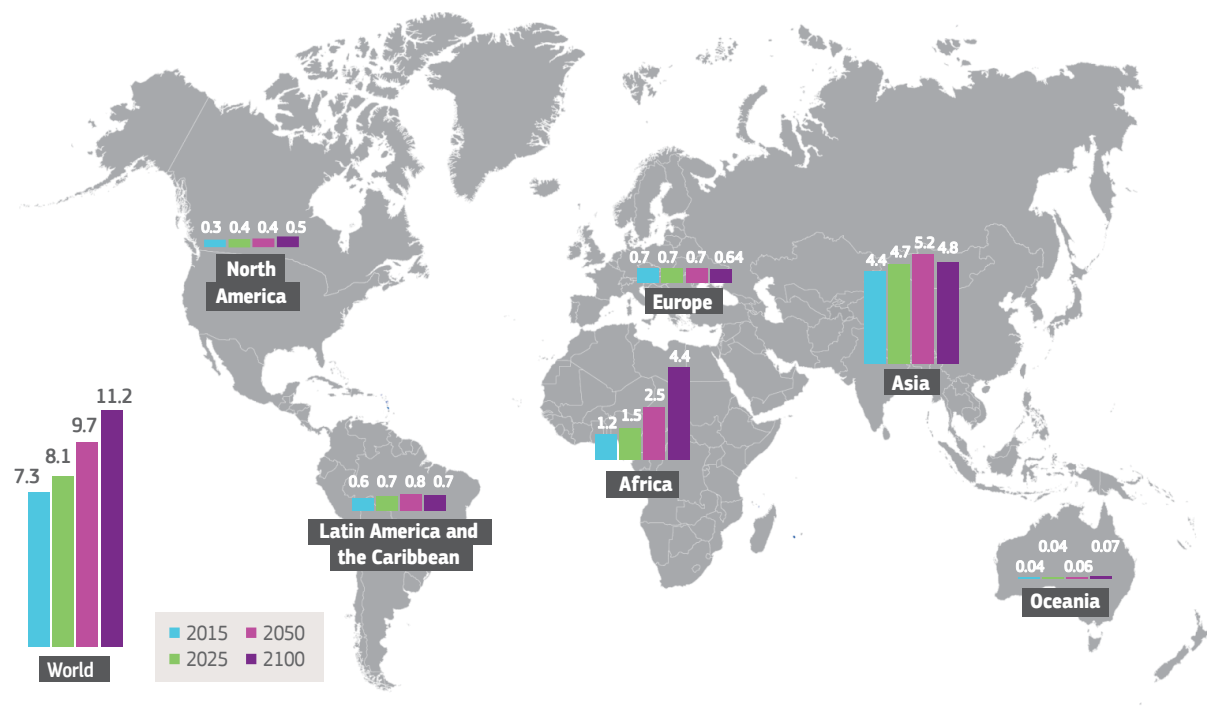 0.3 0.4 0.4 0.5
North
America
0.7 0.7 0.7 0.64
Europe
4.4 4.7 5.2 4.8
Asia
1.2 1.5 2.5 4.4
Africa
7.3 8.1 9.7 11.2
World
0.6 0.7 0.8 0.7
Latin America and
the Caribbean
0.04 0.04 0.06 0.07
Oceania
2015 2050
2025 2100